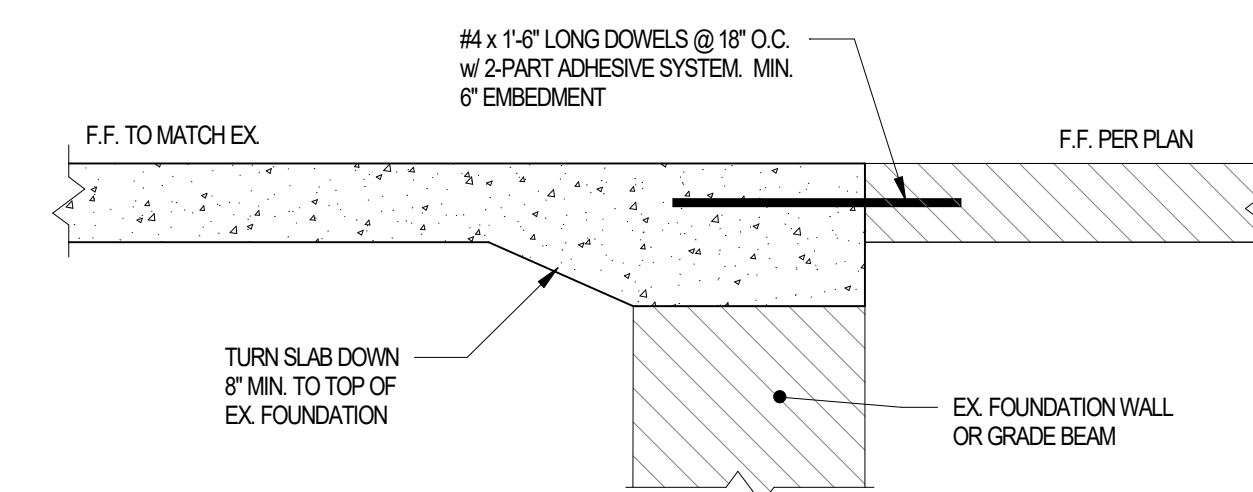 #4 x 1'-6" LONG DOWELS @ 18" O.C.
w/ 2-PART ADHESIVE SYSTEM. MIN.
6" EMBEDMENT
F.F. TO MATCH EX.
F.F. PER PLAN
TURN SLAB DOWN
8" MIN. TO TOP OF
EX. FOUNDATION
EX. FOUNDATION WALL
OR GRADE BEAM